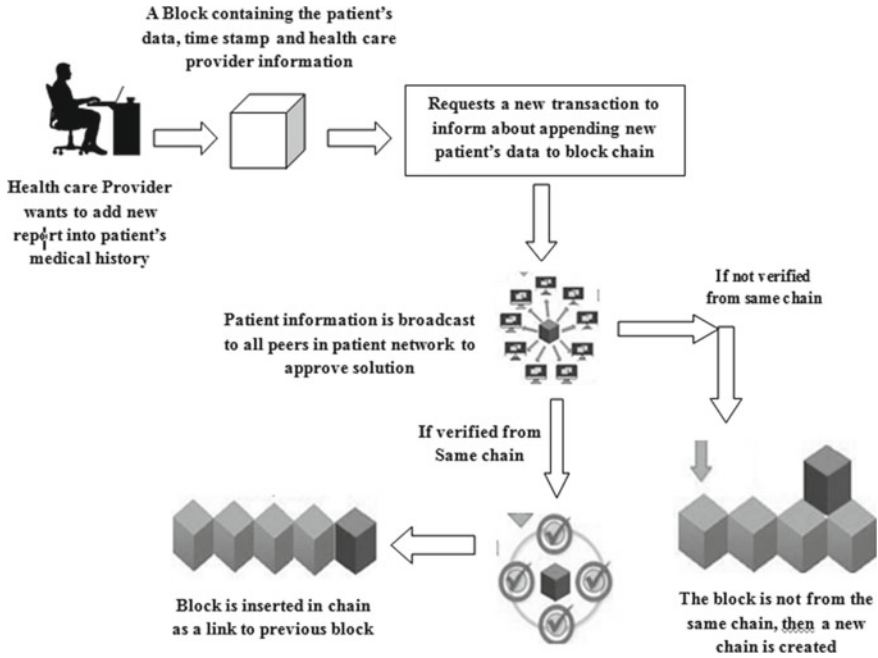 A Block containing the patient's
data, time stamp and health care
provider information
Requests a new transaction to
inform about appending new
patient's data to block chain
Health care Provider
wants to add new
report into patient's
medical history
If not verified
from same chain
Patient information is broadcast
to all peers in patient network to
approve solution
If verified from
Same chain
Block is inserted in chain
as a link to previous block
The block is not from the
same chain, then a new
chain is created